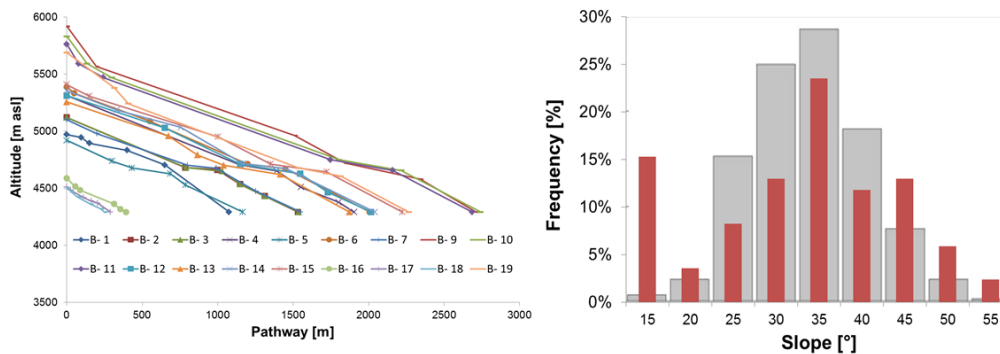 6000
5500
5000
4500
4000
3500
Altitude [m asl]
B- 1 B- 2 B- 3 B- 4 B- 5 B- 6 B- 7 B- 9 B- 10
B- 11 B- 12 B- 13 B- 14 B- 15 B- 16 B- 17 B- 18 B- 19
0 500 1000 1500 2000 2500 3000
Pathway [m]
30%
25%
20%
15%
10%
5%
0%
Frequency [%]
15 20 25 30 35 40 45 50 55
Slope [°]